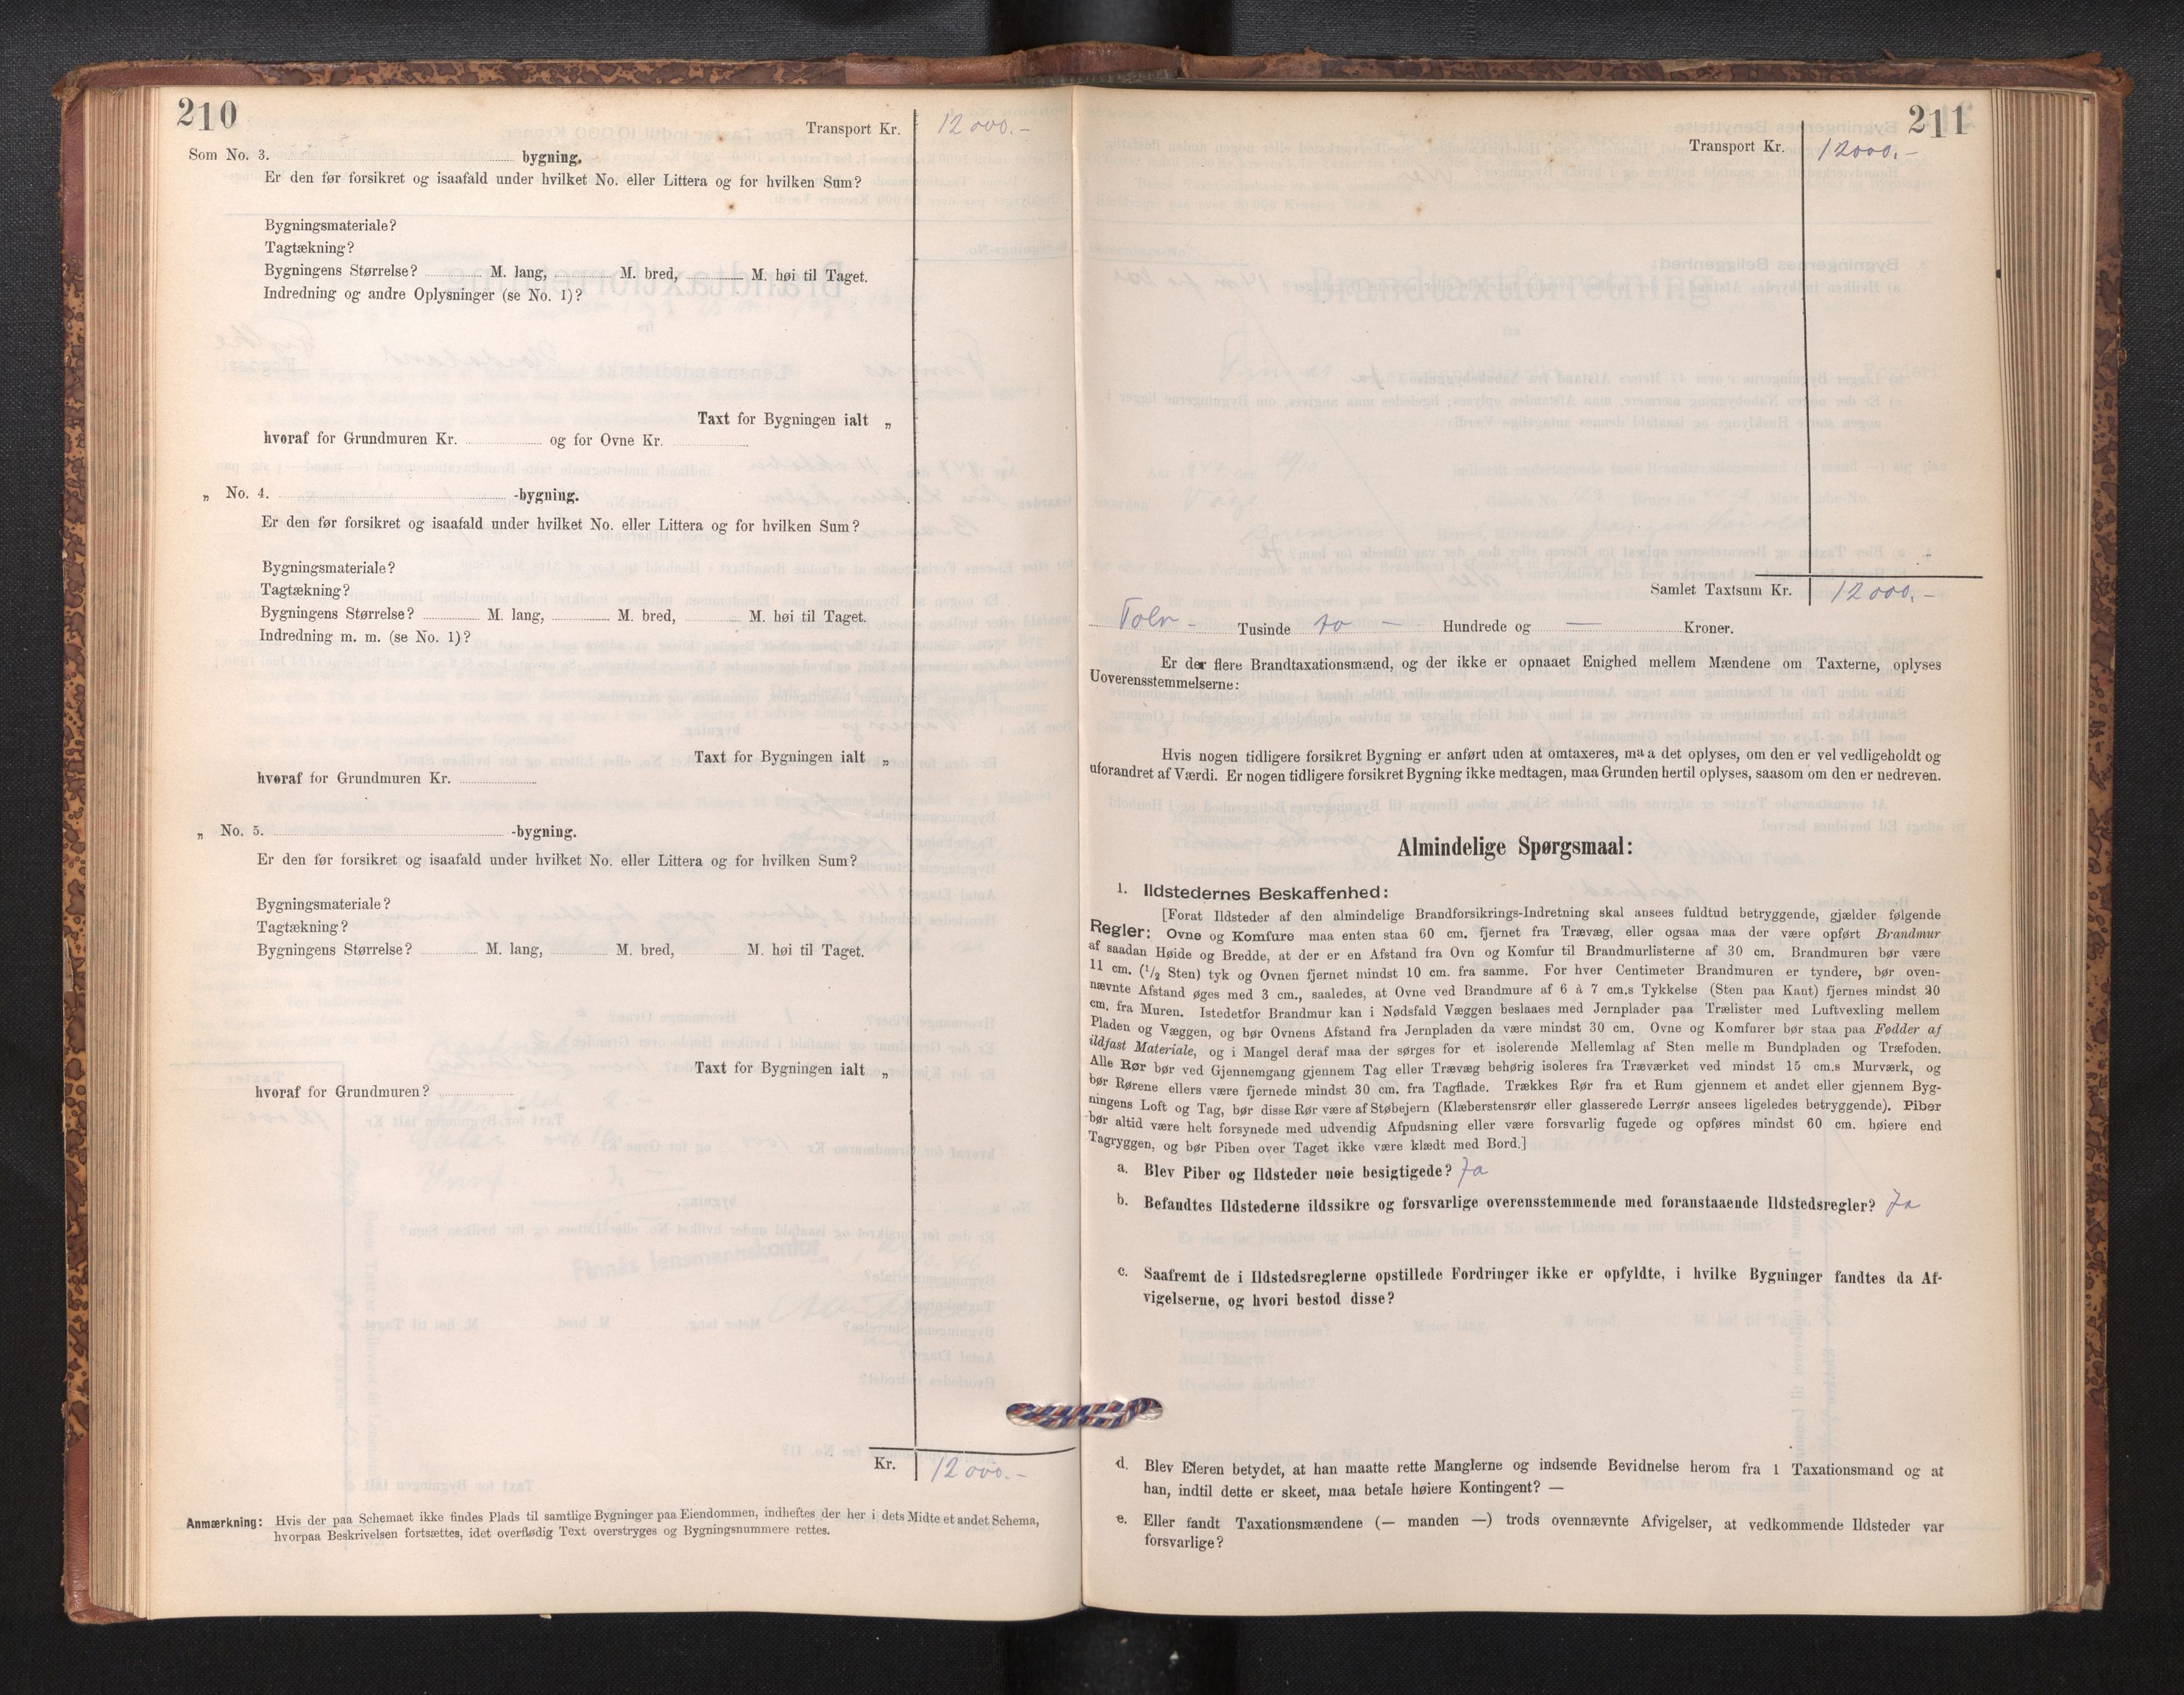 210
Transport Kr. 12 000.-
Som No. 3. bygning.
Er den før forsikret og isaafald under hvilket No. eller Littera og for hvilken Sum?
Bygningsmateriale?
Tagtækning?
Bygningens Størrelse? M. lang, M. bred, M. høi til Taget.
Indredning og andre Oplysninger (se No. 1)?
Taxt for Bygningen ialt „
hvoraf for Grundmuren Kr. og for Ovne Kr.
„ No. 4. -bygning.
Er den før forsikret og isaafald under hvilket No. eller Littera og for hvilken Sum?
Bygningsmateriale?
Tagtækning?
Bygningens Størrelse? M. lang, M. bred, M. høi til Taget.
Indredning m. m. (se No. 1)?
Taxt for Bygningen ialt „
hvoraf for Grundmuren Kr.
„ No. 5. -bygning.
Er den før forsikret og isaafald under hvilket No. eller Littera og for hvilken Sum?
Bygningsmateriale?
Tagtækning?
Bygningens Størrelse? M. lang, M. bred, M. høi til Taget.
Taxt for Bygningen ialt „
hvoraf for Grundmuren?
Kr. 12 000.-
Anmærkning: Hvis der paa Schemaet ikke findes Plads til samtlige Bygninger paa Eiendommen, indheftes der her i dets Midte et andet Schema,
hvorpaa Beskrivelsen fortsættes, idet overflødig Text overstryges og Bygningsnummere rettes.
211
Transport Kr. 12000.-
Samlet Taxtsum Kr. 12 000.-
Tolv - Tusinde to - Hundrede og — Kroner.
Er der flere Brandtaxationsmænd, og der ikke er opnaaet Enighed mellem Mændene om Taxterne, oplyses
Uoverensstemmelserne:
Hvis nogen tidligere forsikret Bygning er anført uden at omtaxeres, maa det oplyses, om den er vel vedligeholdt og
uforandret af Værdi. Er nogen tidligere forsikret Bygning ikke medtagen, maa Grunden hertil oplyses, saasom om den er nedreven.
Almindelige Spørgsmaal:
1. Ildstedernes Beskaffenhed:
[Forat Ildsteder af den almindelige Brandforsikrings-Indretning skal ansees fuldtud betryggende, gjælder følgende
Regler: Ovne og Komfure maa enten staa 60 cm. fjernet fra Trævæg, eller ogsaa maa der være opført Brandmur
af saadan Høide og Bredde, at der er en Afstand fra Ovn og Komfur til Brandmurlisterne af 30 cm. Brandmuren bør være
11 cm. (1/2 Sten) tyk og Ovnen fjernet mindst 10 cm. fra samme. For hver Centimeter Brandmuren er tyndere, bør oven-
nævnte Afstand øges med 3 cm., saaledes, at Ovne ved Brandmure af 6 à 7 cm.s Tykkelse (Sten paa Kant) fjernes mindst 20
cm. fra Muren. Istedetfor Brandmur kan i Nødsfald Væggen beslaaes med Jernplader paa Trælister med Luftvexling mellem
Pladen og Væggen, og bør Ovnens Afstand fra Jernpladen da være mindst 30 cm. Ovne og Komfurer bør staa paa Fødder af
ildfast Materiale, og i Mangel deraf maa der sørges for et isolerende Mellemlag af Sten mellem Bundpladen og Træfoden.
Alle Rør bør ved Gjennemgang gjennem Tag eller Trævæg behørig isoleres fra Træværket ved mindst 15 cm.s Murværk, og
bør Rørene ellers være fjernede mindst 30 cm. fra Tagflade. Trækkes Rør fra et Rum gjennem et andet eller gjennem Byg-
ningens Loft og Tag, bør disse Rør være af Støbejern (Klæberstensrør eller glasserede Lerrør ansees ligeledes betryggende). Piber
bør altid være helt forsynede med udvendig Afpudsning eller være forsvarlig fugede og opføres mindst 60 cm. høiere end
Tagryggen, og bør Piben over Taget ikke være klædt med Bord.]
a. Blev Piber og Ildsteder nøie besigtigede? Ja
b. Befandtes Ildstederne ildssikre og forsvarlige overensstemmende med foranstaaende Ildstedsregler? Ja
c. Saafremt de i Ildstedsreglerne opstillede Fordringer ikke er opfyldte, i hvilke Bygninger fandtes da Af-
vigelserne, og hvori bestod disse?
d. Blev Eieren betydet, at han maatte rette Manglerne og indsende Bevidnelse herom fra 1 Taxationsmand og at
han, indtil dette er skeet, maa betale høiere Kontingent? —
e. Eller fandt Taxationsmændene (— manden —) trods ovennævnte Afvigelser, at vedkommende Ildsteder var
forsvarlige?